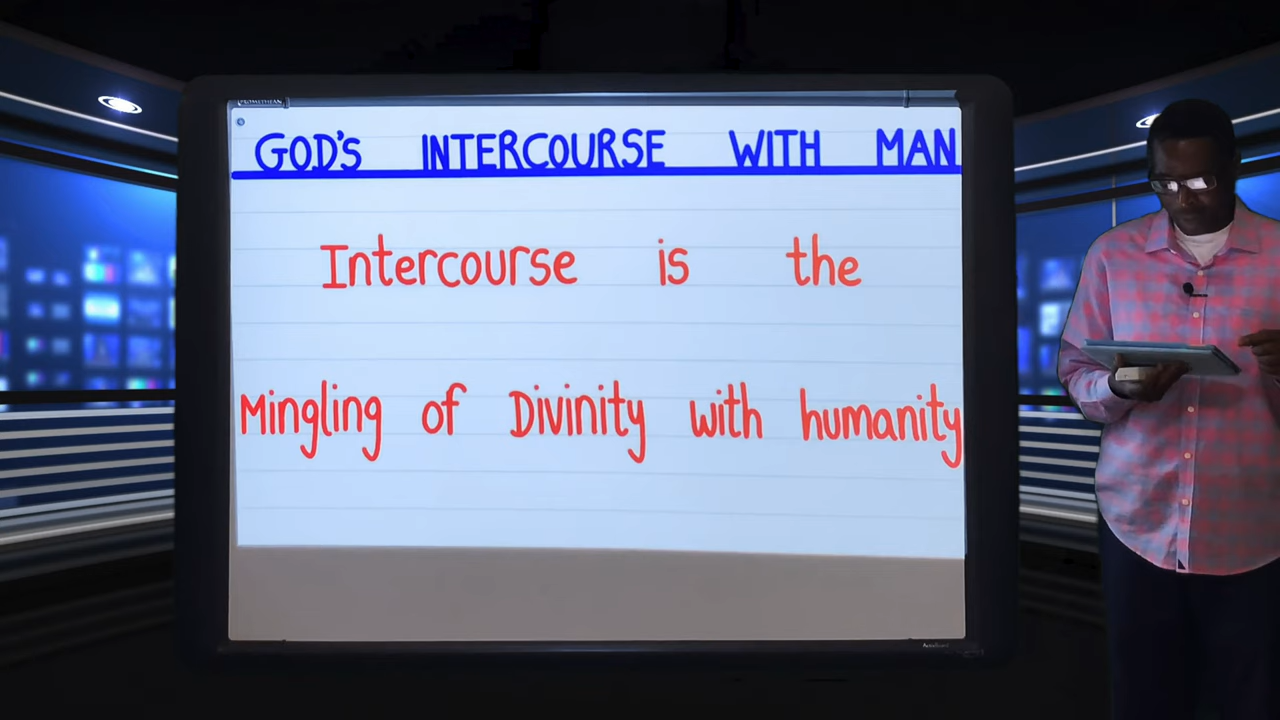 GOD'S INTERCOURSE WITH MAN
Intercourse is the
Mingling of Divinity with humanity